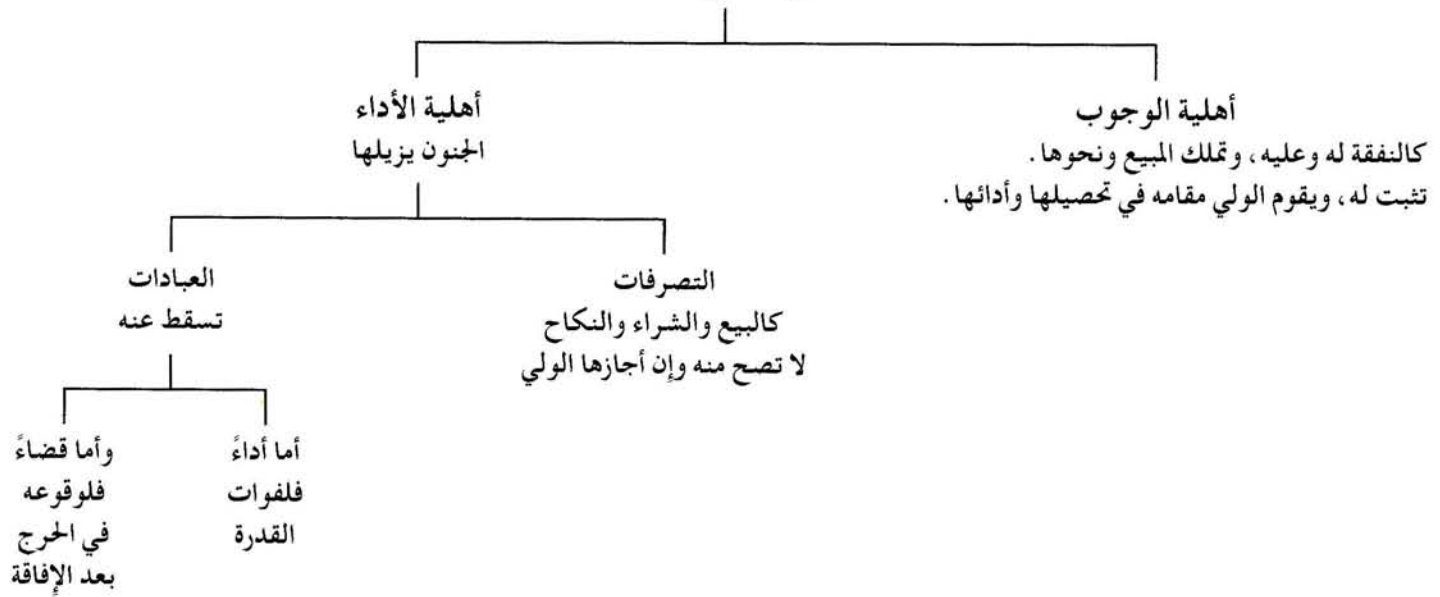 أهلية الوجوب
كالنفقة له وعليه، وتملك المبيع ونحوها.
تثبت له، ويقوم الولي مقامه في تحصيلها وأدائها.
أهلية الأداء
الجنون يزيلها
التصرفات
كالبيع والشراء والنكاح
لا تصح منه وإن أجازها الولي
العبادات
تسقط عنه
أما أداءً
فلفوات
القدرة
وأما قضاءً
فلوقوعه
في الحرج
بعد الإفاقة